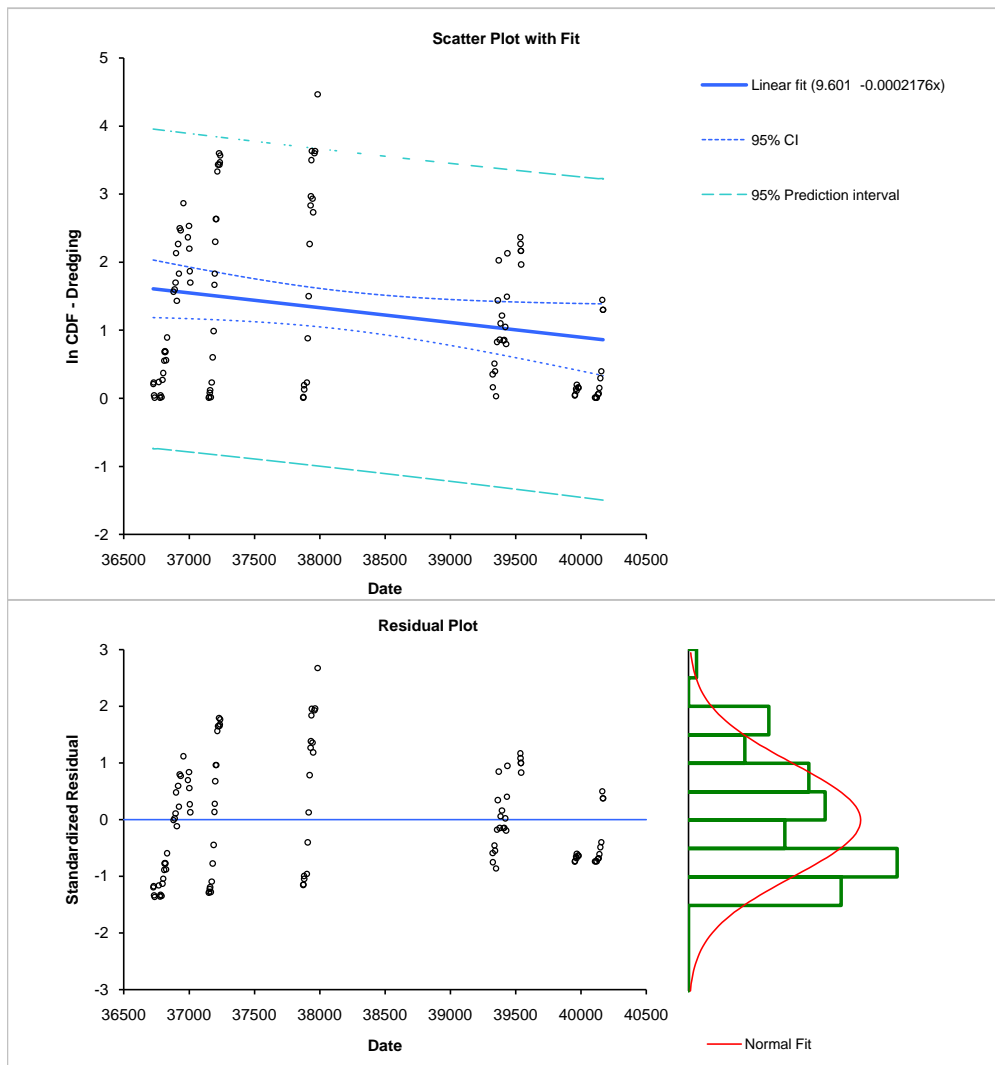 Scatter Plot with Fit
5
4
3
2
1
0
-1
-2
ln CDF - Dredging
36500 37000 37500 38000 38500 39000 39500 40000 40500
Date
Linear fit (9.601 -0.0002176x)
95% CI
95% Prediction interval
Residual Plot
3
2
1
0
-1
-2
-3
Standardized Residual
36500 37000 37500 38000 38500 39000 39500 40000 40500
Date
Normal Fit